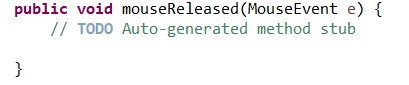 public void mouseReleased(MouseEvent e) {
    // TODO Auto-generated method stub
}